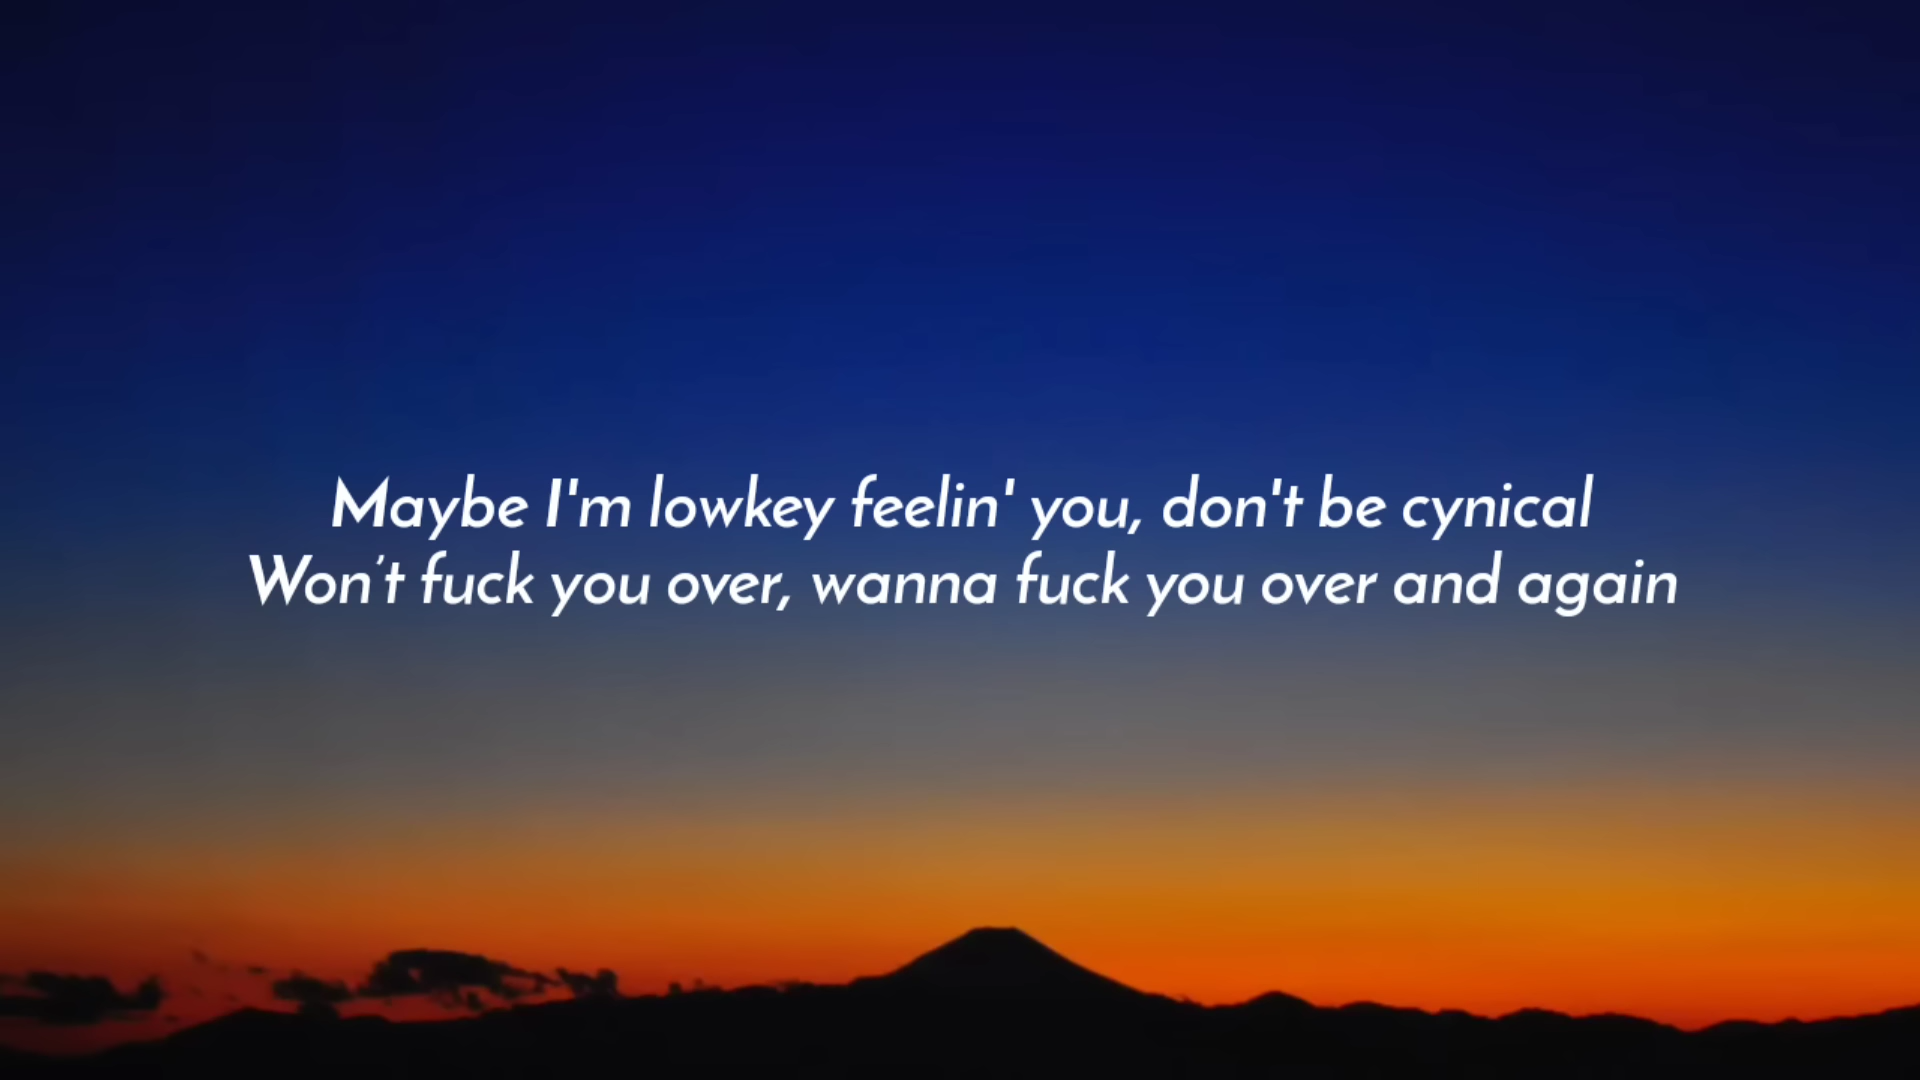 Maybe I'm lowkey feelin' you, don't be cynical
Won't fuck you over, wanna fuck you over and again